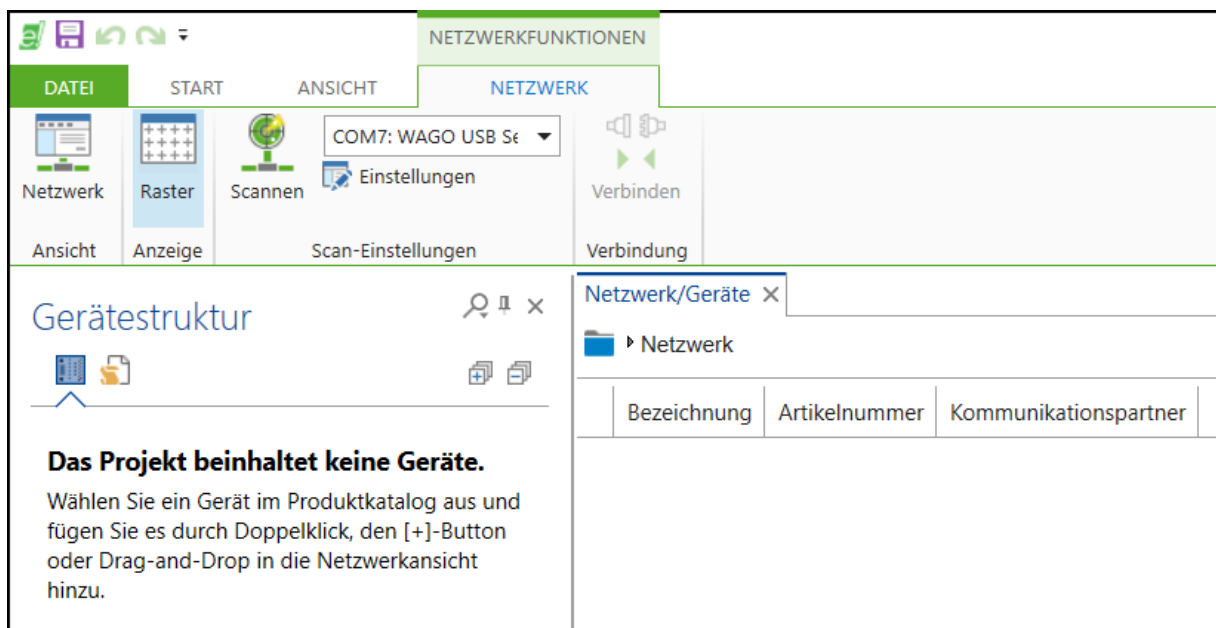 NETZWERKFUNKTIONEN
DATEI START ANSICHT NETZWERK
COM7: WAGO USB Se
Einstellungen
Netzwerk Raster Scannen Verbinden
Ansicht Anzeige Scan-Einstellungen Verbindung
Gerätestruktur
Das Projekt beinhaltet keine Geräte.
Wählen Sie ein Gerät im Produktkatalog aus und
fügen Sie es durch Doppelklick, den [+]-Button
oder Drag-and-Drop in die Netzwerkansicht
hinzu.
Netzwerk/Geräte
Netzwerk
Bezeichnung Artikelnummer Kommunikationspartner